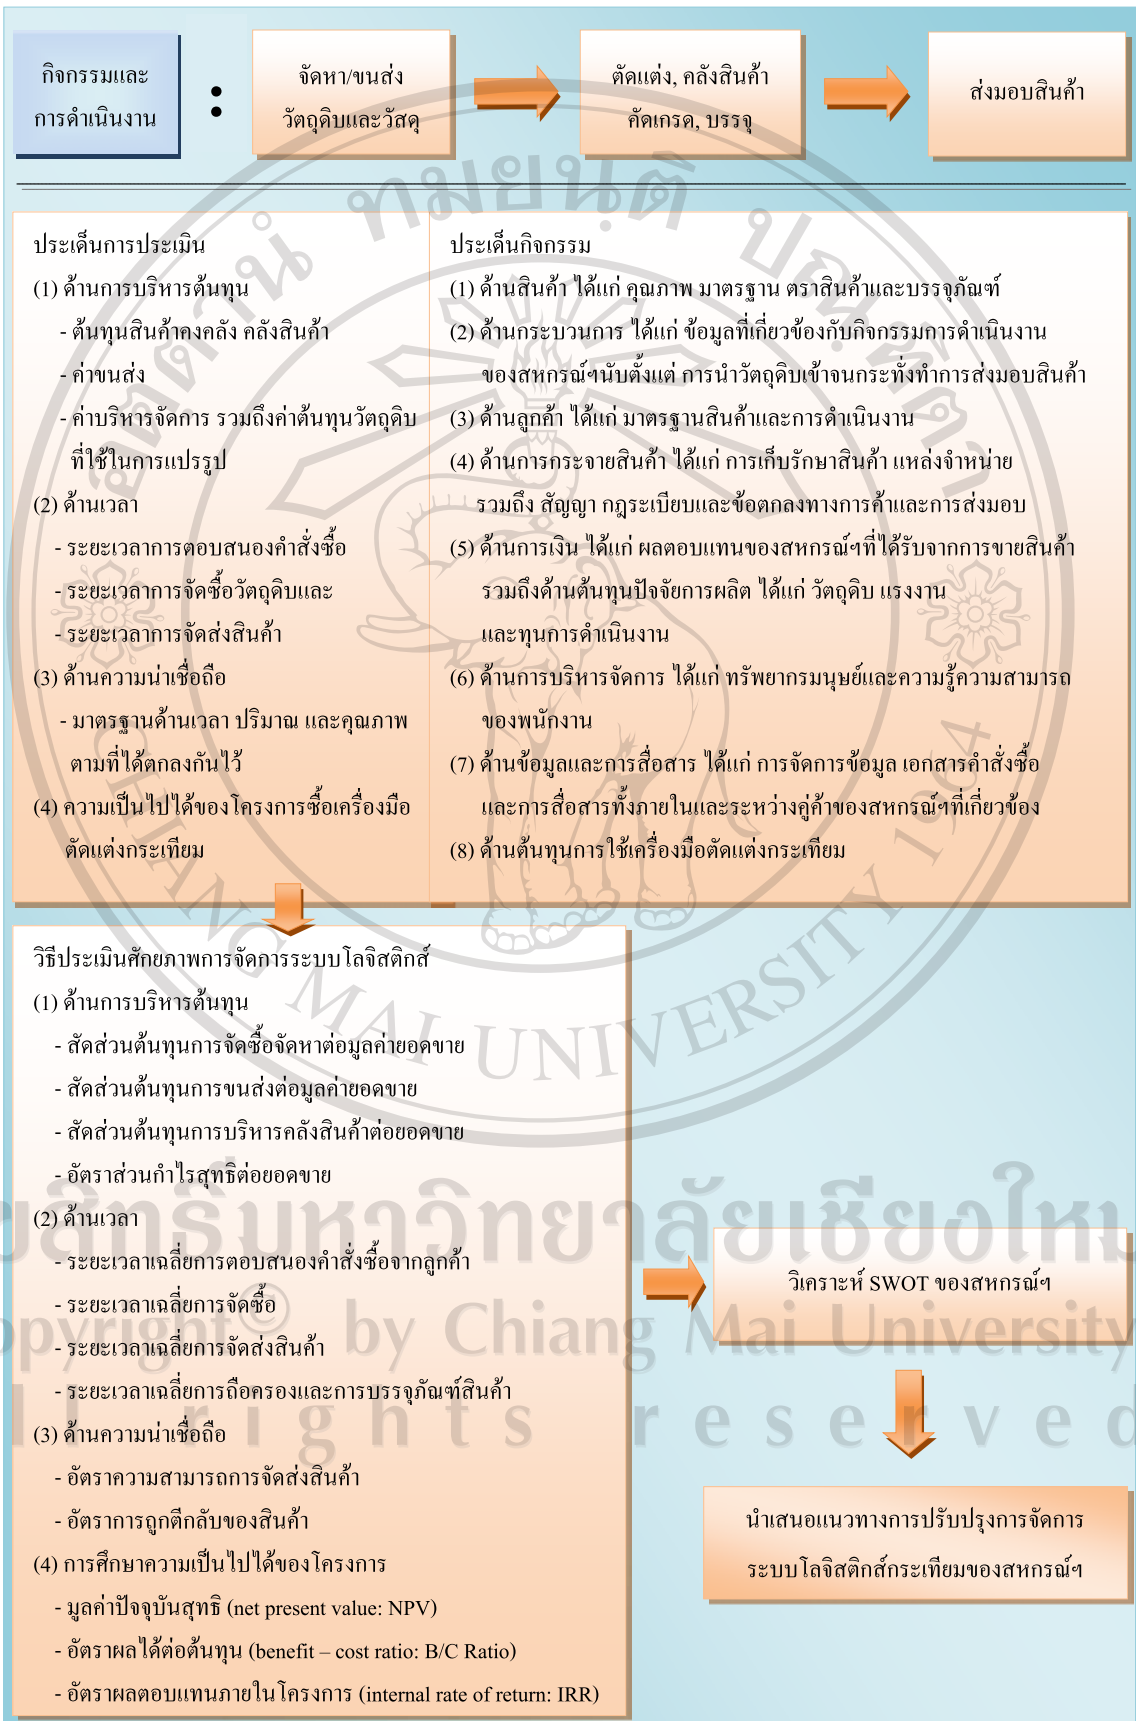 กิจกรรมและ
การดำเนินงาน
:
จัดหา/ขนส่ง
วัตถุดิบและวัสดุ
ตัดแต่ง, คลังสินค้า
คัดเกรด, บรรจุ
ส่งมอบสินค้า
ประเด็นการประเมิน
(1) ด้านการบริหารต้นทุน
- ต้นทุนสินค้าคงคลัง คลังสินค้า
- ค่าขนส่ง
- ค่าบริหารจัดการ รวมถึงค่าต้นทุนวัตถุดิบ
ที่ใช้ในการแปรรูป
(2) ด้านเวลา
- ระยะเวลาการตอบสนองคำสั่งซื้อ
- ระยะเวลาการจัดซื้อวัตถุดิบและ
- ระยะเวลาการจัดส่งสินค้า
(3) ด้านความน่าเชื่อถือ
- มาตรฐานด้านเวลา ปริมาณ และคุณภาพ
ตามที่ได้ตกลงกันไว้
(4) ความเป็นไปได้ของโครงการซื้อเครื่องมือ
ตัดแต่งกระเทียม
ประเด็นกิจกรรม
(1) ด้านสินค้า ได้แก่ คุณภาพ มาตรฐาน ตราสินค้าและบรรจุภัณฑ์
(2) ด้านกระบวนการ ได้แก่ ข้อมูลที่เกี่ยวข้องกับกิจกรรมการดำเนินงาน
ของสหกรณ์ฯนับตั้งแต่ การนำวัตถุดิบเข้าจนกระทั่งทำการส่งมอบสินค้า
(3) ด้านลูกค้า ได้แก่ มาตรฐานสินค้าและการดำเนินงาน
(4) ด้านการกระจายสินค้า ได้แก่ การเก็บรักษาสินค้า แหล่งจำหน่าย
รวมถึง สัญญา กฎระเบียบและข้อตกลงทางการค้าและการส่งมอบ
(5) ด้านการเงิน ได้แก่ ผลตอบแทนของสหกรณ์ฯที่ได้รับจากการขายสินค้า
รวมถึงด้านต้นทุนปัจจัยการผลิต ได้แก่ วัตถุดิบ แรงงาน
และทุนการดำเนินงาน
(6) ด้านการบริหารจัดการ ได้แก่ ทรัพยากรมนุษย์และความรู้ความสามารถ
ของพนักงาน
(7) ด้านข้อมูลและการสื่อสาร ได้แก่ การจัดการข้อมูล เอกสารคำสั่งซื้อ
และการสื่อสารทั้งภายในและระหว่างคู่ค้าของสหกรณ์ฯที่เกี่ยวข้อง
(8) ด้านต้นทุนการใช้เครื่องมือตัดแต่งกระเทียม
วิธีประเมินศักยภาพการจัดการระบบโลจิสติกส์
(1) ด้านการบริหารต้นทุน
- สัดส่วนต้นทุนการจัดซื้อจัดหาต่อมูลค่ายอดขาย
- สัดส่วนต้นทุนการขนส่งต่อมูลค่ายอดขาย
- สัดส่วนต้นทุนการบริหารคลังสินค้าต่อยอดขาย
- อัตราส่วนกำไรสุทธิต่อยอดขาย
(2) ด้านเวลา
- ระยะเวลาเฉลี่ยการตอบสนองคำสั่งซื้อจากลูกค้า
- ระยะเวลาเฉลี่ยการจัดซื้อ
- ระยะเวลาเฉลี่ยการจัดส่งสินค้า
- ระยะเวลาเฉลี่ยการถือครองและการบรรจุภัณฑ์สินค้า
(3) ด้านความน่าเชื่อถือ
- อัตราความสามารถการจัดส่งสินค้า
- อัตราการถูกตีกลับของสินค้า
(4) การศึกษาความเป็นไปได้ของโครงการ
- มูลค่าปัจจุบันสุทธิ (net present value: NPV)
- อัตราผลได้ต่อต้นทุน (benefit – cost ratio: B/C Ratio)
- อัตราผลตอบแทนภายในโครงการ (internal rate of return: IRR)
วิเคราะห์ SWOT ของสหกรณ์ฯ
นำเสนอแนวทางการปรับปรุงการจัดการ
ระบบโลจิสติกส์กระเทียมของสหกรณ์ฯ
CHIANG MAI UNIVERSITY 1964
ยสิทธิ์มหาวิทยาลัยเชียงใหม
opyright© by Chiang Mai University
ll rights reserved